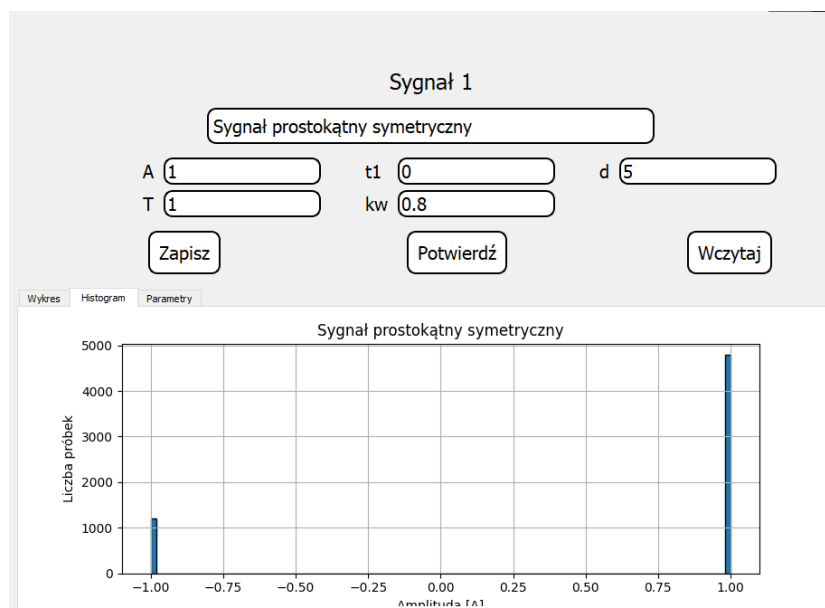 Sygnał 1
Sygnał prostokątny symetryczny
A 1 t1 0 d 5
T 1 kw 0.8
Zapisz Potwierdź Wczytaj
Wykres Histogram Parametry
Sygnał prostokątny symetryczny
5000
4000
3000
2000
1000
0
Liczba próbek
−1.00 −0.75 −0.50 −0.25 0.00 0.25 0.50 0.75 1.00
Amplituda [A]